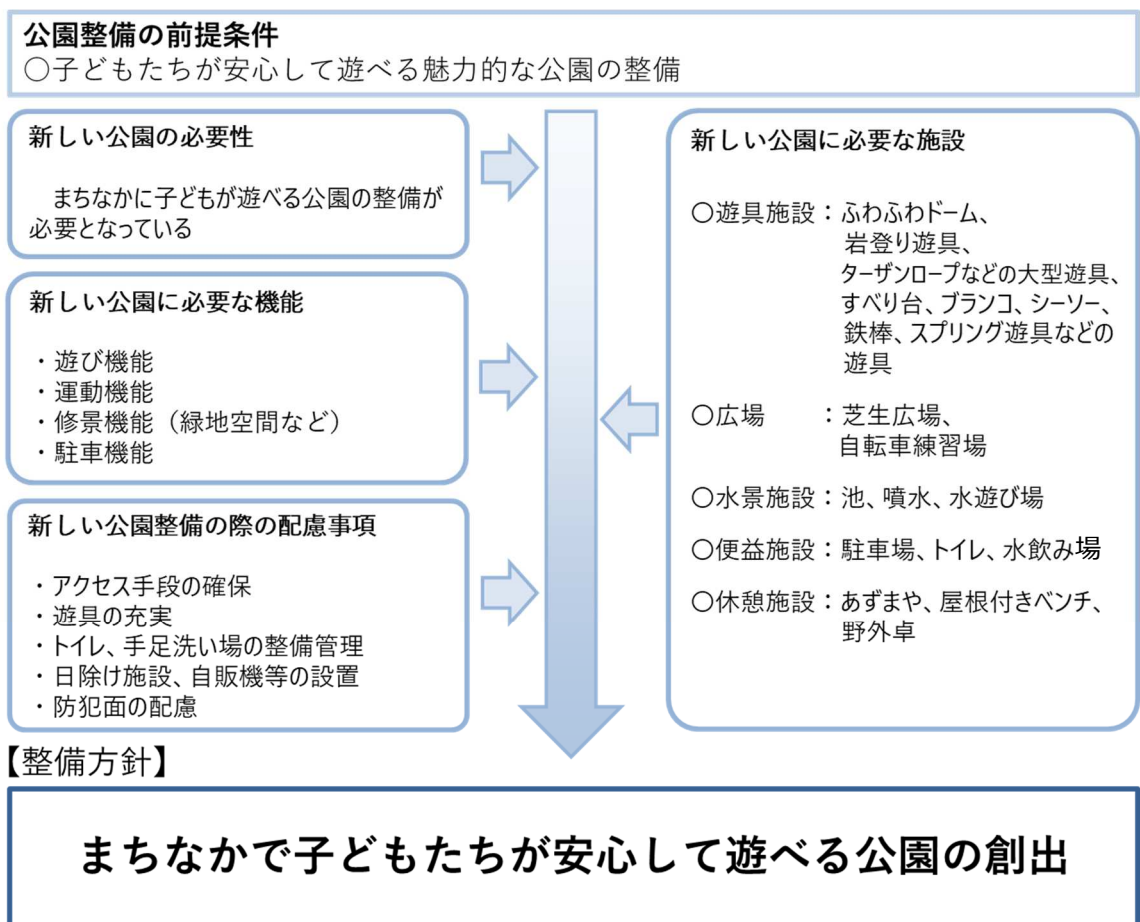 公園整備の前提条件
○子どもたちが安心して遊べる魅力的な公園の整備
新しい公園の必要性
まちなかに子どもが遊べる公園の整備が
必要となっている
新しい公園に必要な機能
・遊び機能
・運動機能
・修景機能（緑地空間など）
・駐車機能
新しい公園整備の際の配慮事項
・アクセス手段の確保
・遊具の充実
・トイレ、手足洗い場の整備管理
・日除け施設、自販機等の設置
・防犯面の配慮
新しい公園に必要な施設
○遊具施設：ふわふわドーム、
岩登り遊具、
ターザンロープなどの大型遊具、
すべり台、ブランコ、シーソー、
鉄棒、スプリング遊具などの
遊具
○広場　　：芝生広場、
自転車練習場
○水景施設：池、噴水、水遊び場
○便益施設：駐車場、トイレ、水飲み場
○休憩施設：あずまや、屋根付きベンチ、
野外卓
【整備方針】
まちなかで子どもたちが安心して遊べる公園の創出